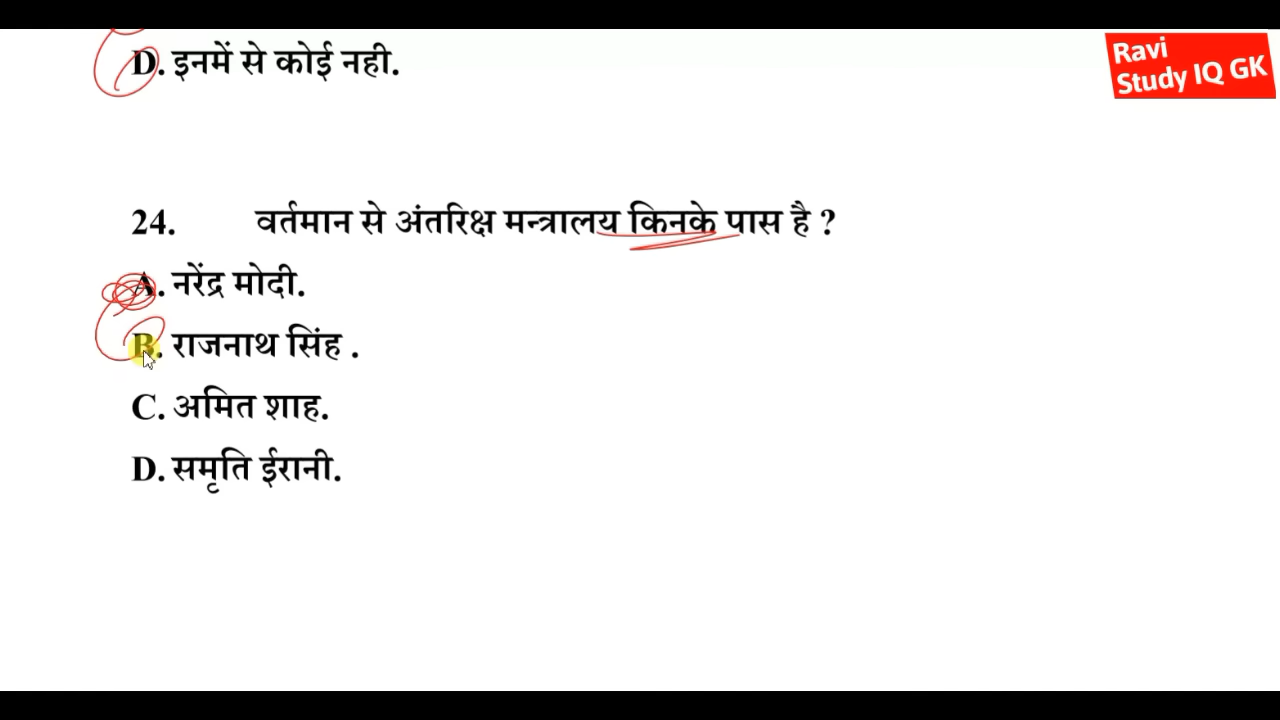 D. इनमें से कोई नही.
Ravi
Study IQ GK
24. वर्तमान से अंतरिक्ष मन्त्रालय किनके पास है ?
A. नरेंद्र मोदी.
B. राजनाथ सिंह .
C. अमित शाह.
D. समृति ईरानी.